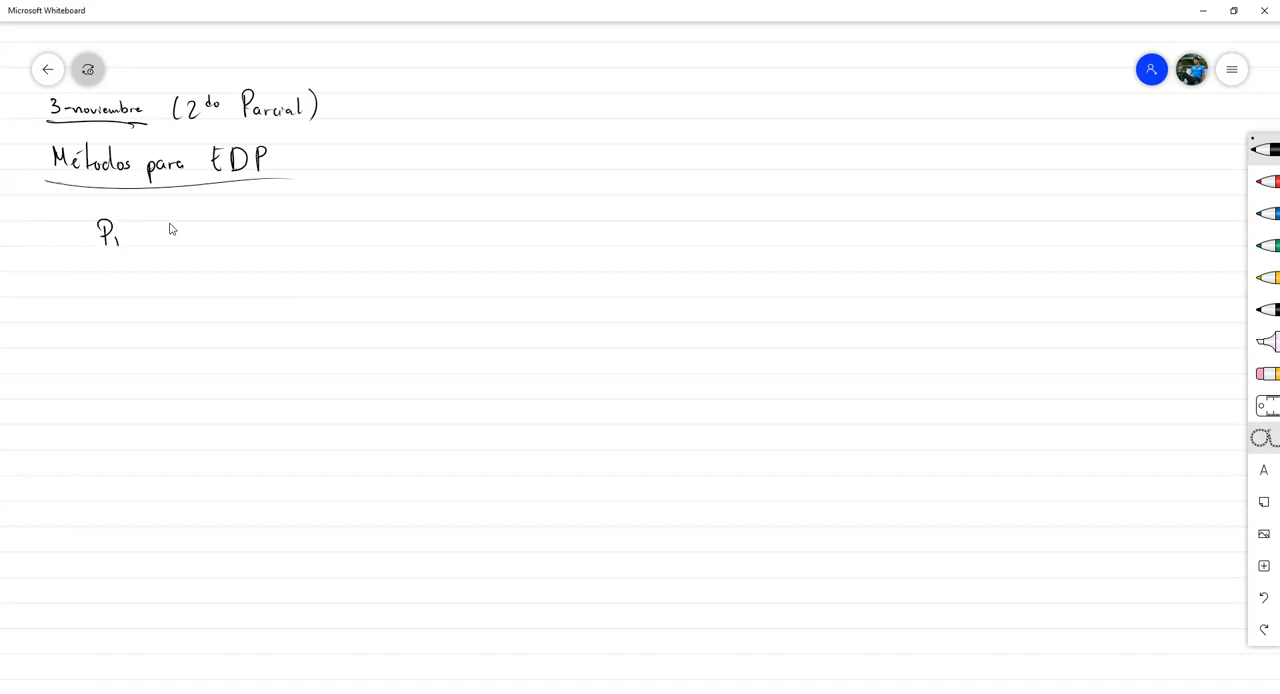 Microsoft Whiteboard
3-noviembre (2do Parcial)
Métodos para EDP
P1
A